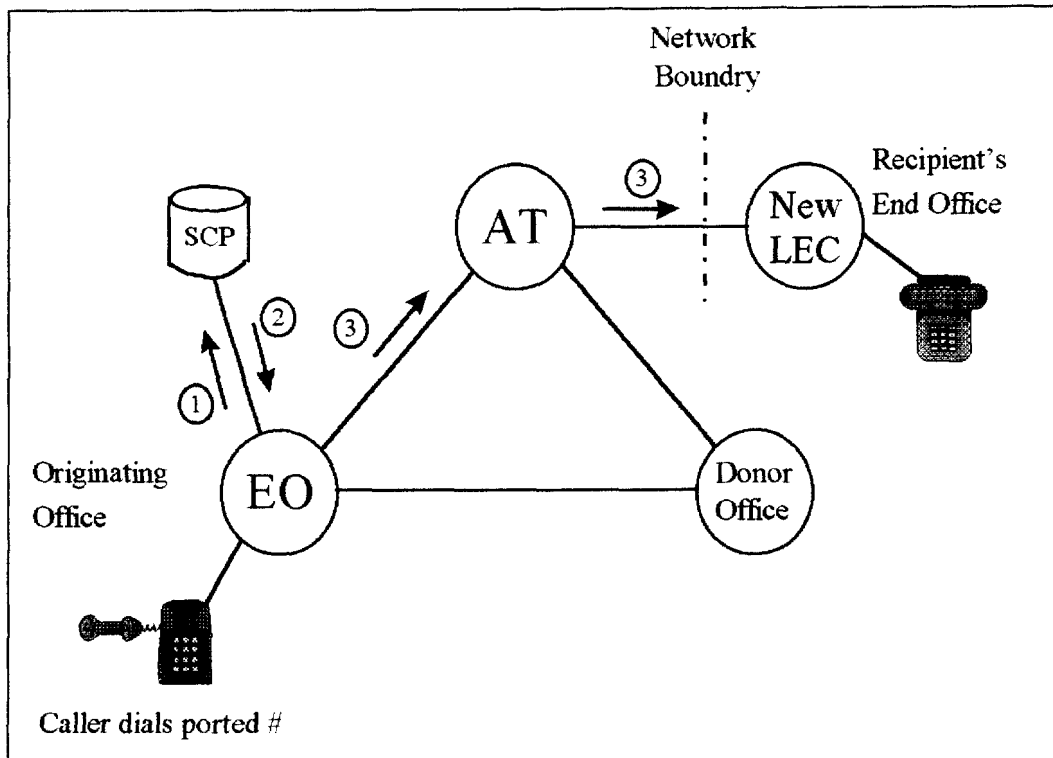 Network
Boundry
Recipient's
End Office
3
New
LEC
AT
SCP
2
3
1
Originating
Office
EO
Donor
Office
Caller dials ported #